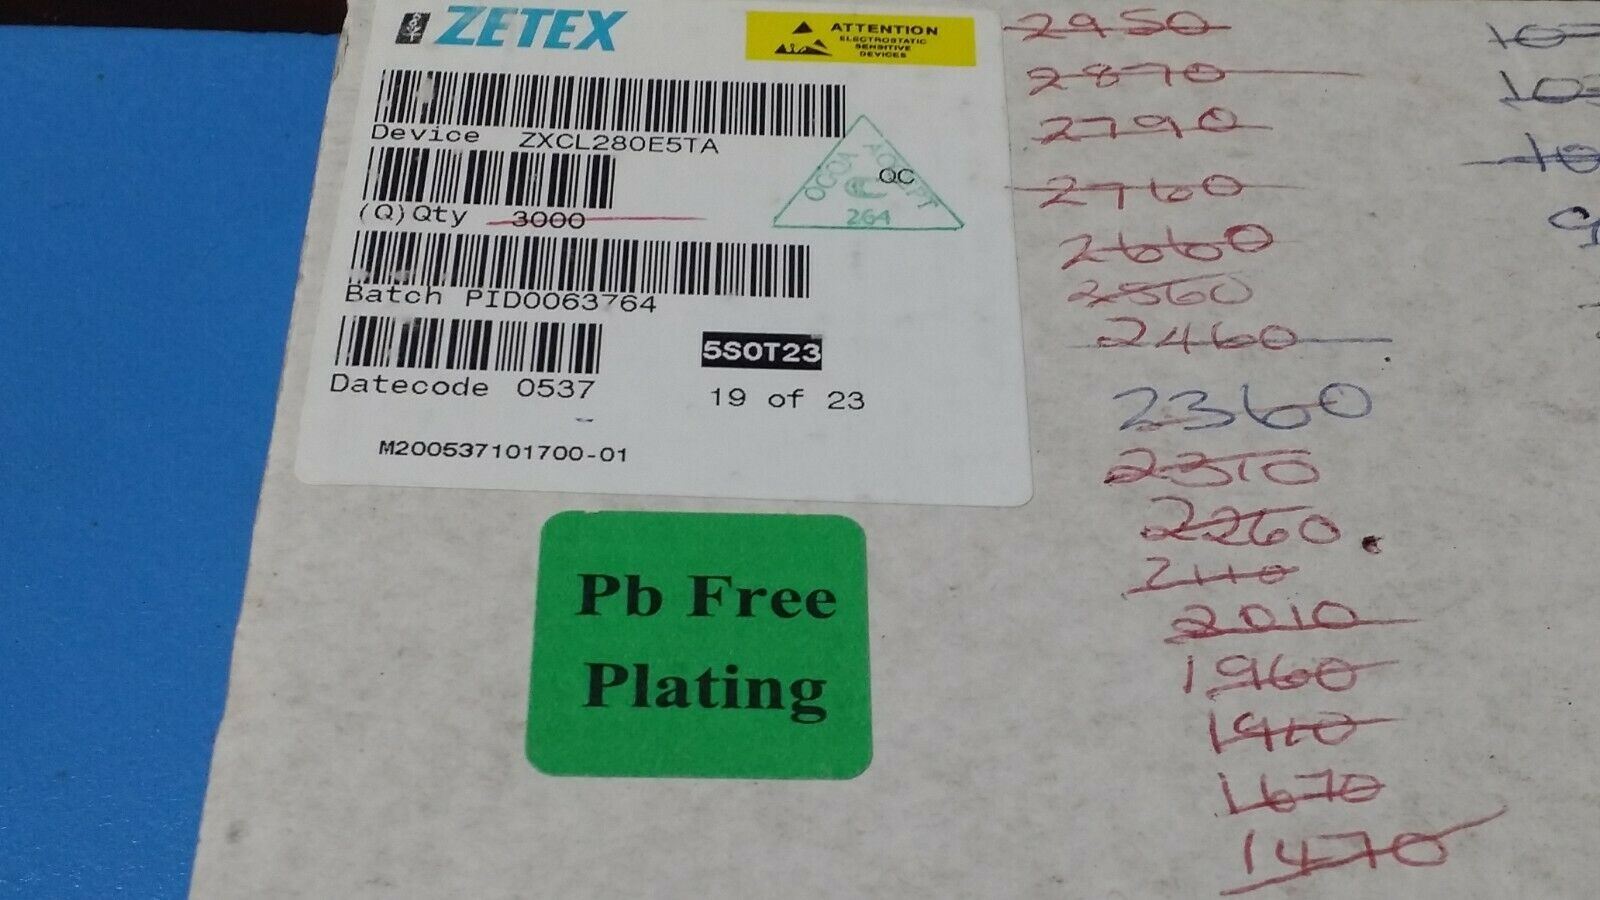 ZETEX
ATTENTION
ELECTROSTATIC
SENSITIVE
DEVICES
Device ZXCL280E5TA
OGOA ACCEPT
QC
264
(Q)Qty 3000
Batch PID0063764
5SOT23
Datecode 0537
19 of 23
M200537101700-01
Pb Free
Plating
2950
2870
2790
2760
2660
2560
2460
2360
2310
2260
2110
2010
1960
1910
1670
1470